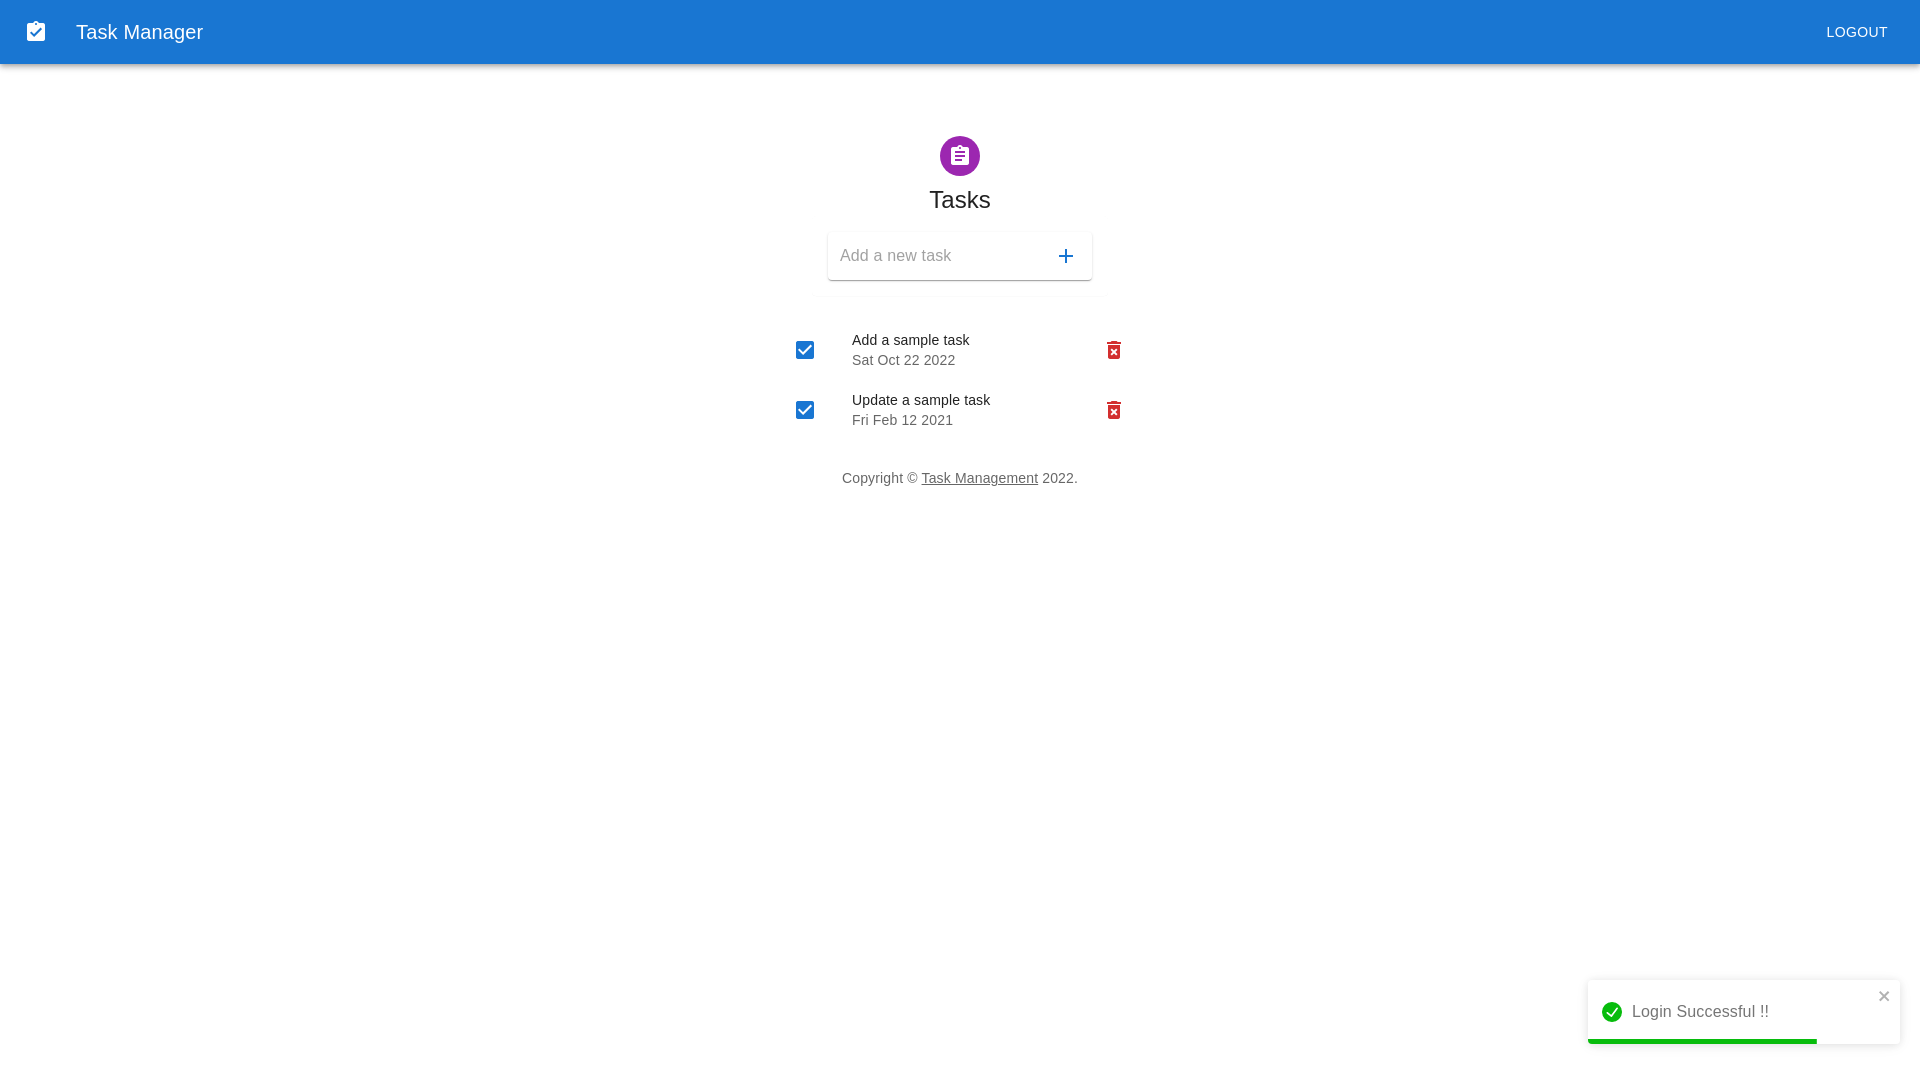 Task Manager
LOGOUT
Tasks
Add a new task
Add a sample task
Sat Oct 22 2022
Update a sample task
Fri Feb 12 2021
Copyright © Task Management 2022.
Login Successful !!